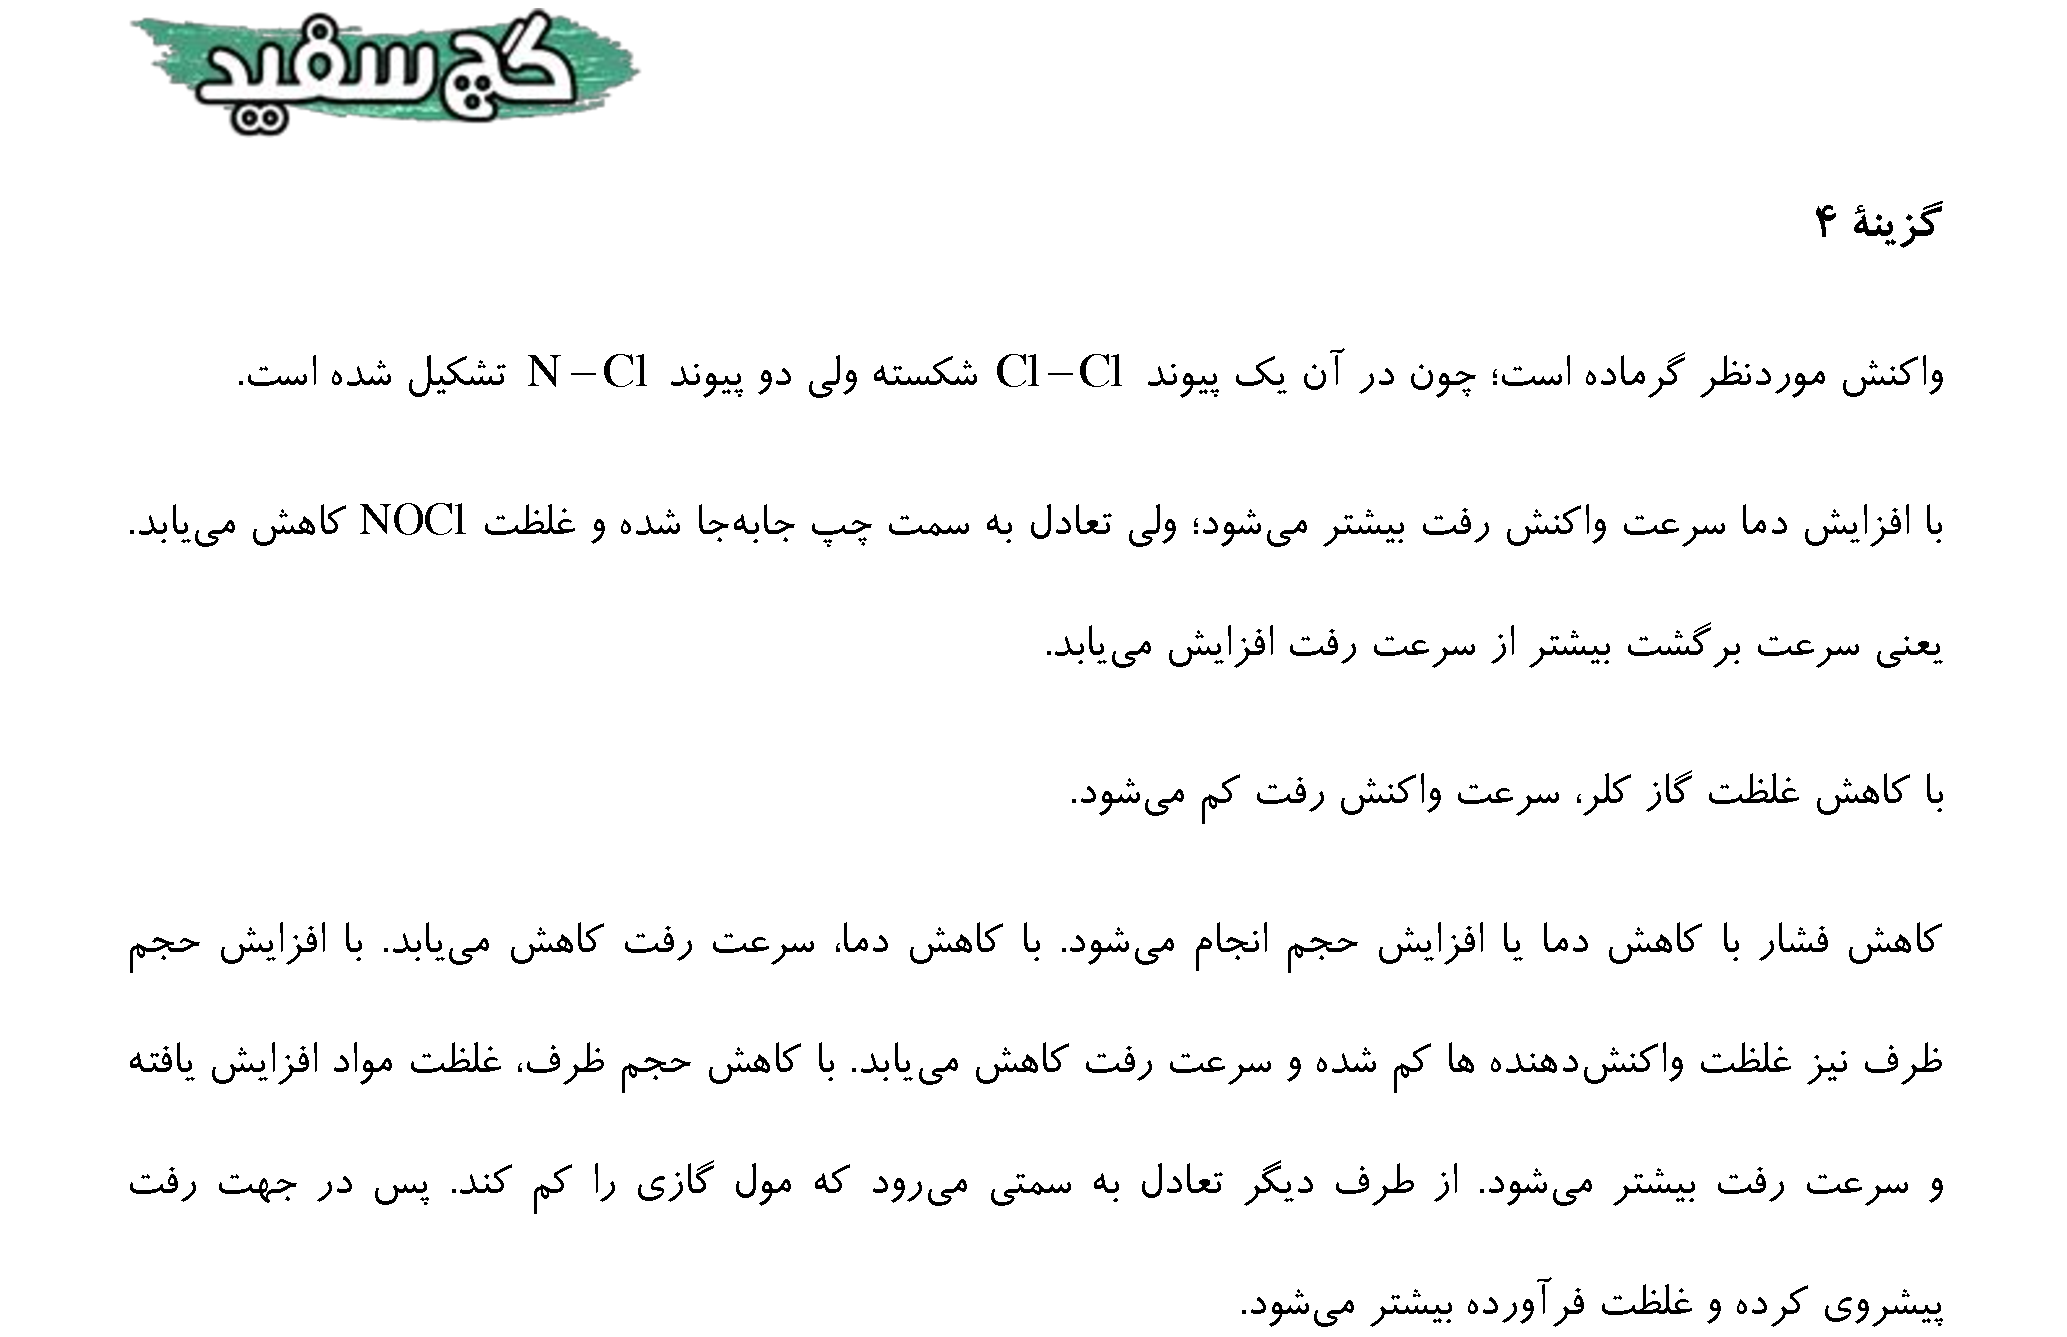 گچ سفید
گزینهٔ ۴
واکنش موردنظر گرماده است؛ چون در آن یک پیوند Cl – Cl شکسته ولی دو پیوند N – Cl تشکیل شده است.
با افزایش دما سرعت واکنش رفت بیشتر می‌شود؛ ولی تعادل به سمت چپ جابه‌جا شده و غلظت NOCl کاهش می‌یابد.
یعنی سرعت برگشت بیشتر از سرعت رفت افزایش می‌یابد.
با کاهش غلظت گاز کلر، سرعت واکنش رفت کم می‌شود.
کاهش فشار با کاهش دما یا افزایش حجم انجام می‌شود. با کاهش دما، سرعت رفت کاهش می‌یابد. با افزایش حجم
ظرف نیز غلظت واکنش‌دهنده ها کم شده و سرعت رفت کاهش می‌یابد. با کاهش حجم ظرف، غلظت مواد افزایش یافته
و سرعت رفت بیشتر می‌شود. از طرف دیگر تعادل به سمتی می‌رود که مول گازی را کم کند. پس در جهت رفت
پیشروی کرده و غلظت فرآورده بیشتر می‌شود.